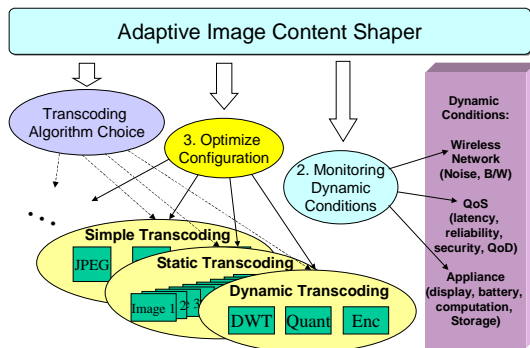 Adaptive Image Content Shaper
Transcoding
Algorithm Choice
3. Optimize
Configuration
2. Monitoring
Dynamic
Conditions
Dynamic
Conditions:
Wireless
Network
(Noise, B/W)
QoS
(latency,
reliability,
security, QoD)
Appliance
(display, battery,
computation,
Storage)
...
Simple Transcoding
JPEG
Static Transcoding
Image 1
2
3
Dynamic Transcoding
DWT
Quant
Enc